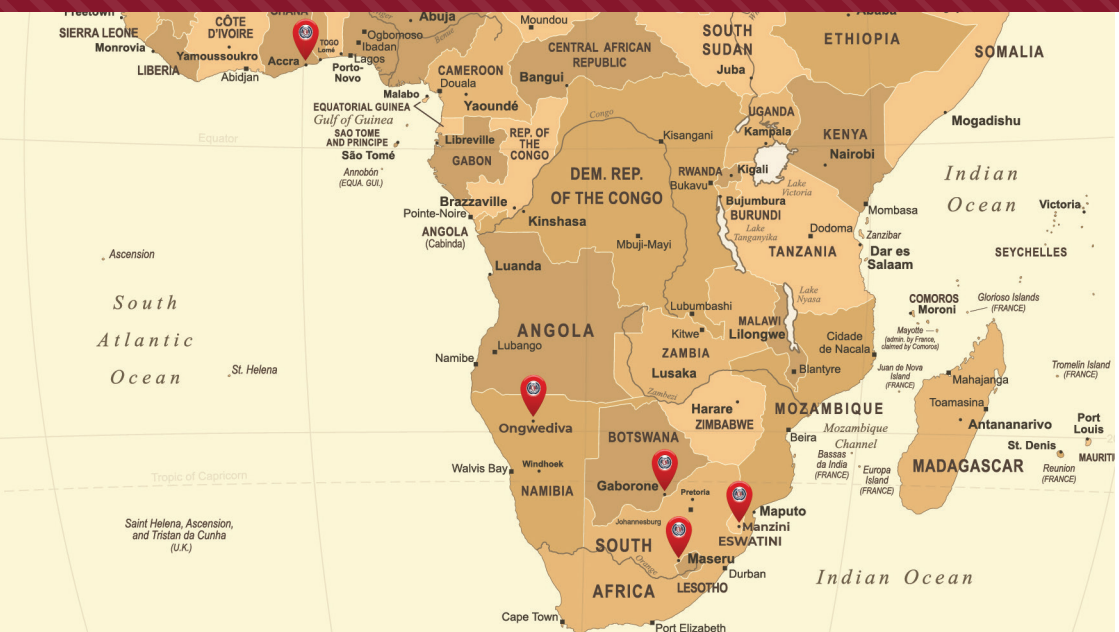 Freetown
SIERRA LEONE
Monrovia
LIBERIA
CÔTE
D'IVOIRE
Yamoussoukro
Abidjan
GHANA
Accra
TOGO
Lomé
Porto-
Novo
Ogbomoso
Ibadan
Lagos
Abuja
Benue
Moundou
CENTRAL AFRICAN
REPUBLIC
Bangui
SOUTH
SUDAN
Juba
Ababa
ETHIOPIA
SOMALIA
Mogadishu
CAMEROON
Douala
Yaoundé
Malabo
EQUATORIAL GUINEA
Gulf of Guinea
SAO TOME
AND PRINCIPE
São Tomé
Annobón
(EQUA. GUI.)
Equator
Libreville
GABON
REP. OF
THE
CONGO
Congo
Kisangani
UGANDA
Kampala
KENYA
Nairobi
DEM. REP.
OF THE CONGO
RWANDA
Kigali
Bukavu
Lake
Victoria
Bujumbura
BURUNDI
Lake
Tanganyika
Dodoma
TANZANIA
Mombasa
Zanzibar
Dar es
Salaam
Indian
Ocean
Victoria
SEYCHELLES
Brazzaville
Pointe-Noire
Kinshasa
ANGOLA
(Cabinda)
Mbuji-Mayi
Luanda
Ascension
South
Atlantic
Ocean
St. Helena
ANGOLA
Lubango
Namibe
Lubumbashi
Kitwe
ZAMBIA
Lusaka
Zambezi
MALAWI
Lilongwe
Lake
Nyasa
Blantyre
Cidade
de Nacala
COMOROS
Moroni
Glorioso Islands
(FRANCE)
Mayotte
(admin. by France,
claimed by Comoros)
Juan de Nova
Island
(FRANCE)
Mahajanga
Tromelin Island
(FRANCE)
Toamasina
Antananarivo
MADAGASCAR
Port
Louis
St. Denis
MAURITI
Reunion
(FRANCE)
20
Ongwediva
Harare
ZIMBABWE
MOZAMBIQUE
Mozambique
Channel
Beira
Bassas
da India
(FRANCE)
Europa
Island
(FRANCE)
BOTSWANA
Gaborone
Walvis Bay
Windhoek
NAMIBIA
Tropic of Capricorn
Pretoria
Johannesburg
Maputo
Manzini
ESWATINI
Saint Helena, Ascension,
and Tristan da Cunha
(U.K.)
SOUTH
AFRICA
Orange
Maseru
LESOTHO
Durban
Indian Ocean
Cape Town
Port Elizabeth